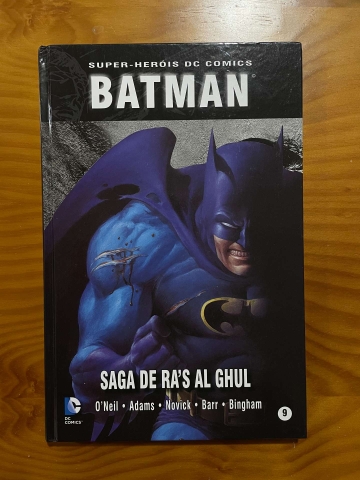 SUPER-HERÓIS DC COMICS
BATMAN
SAGA DE RA'S AL GHUL
O'Neil • Adams • Novick • Barr • Bingham
DC
COMICS
9